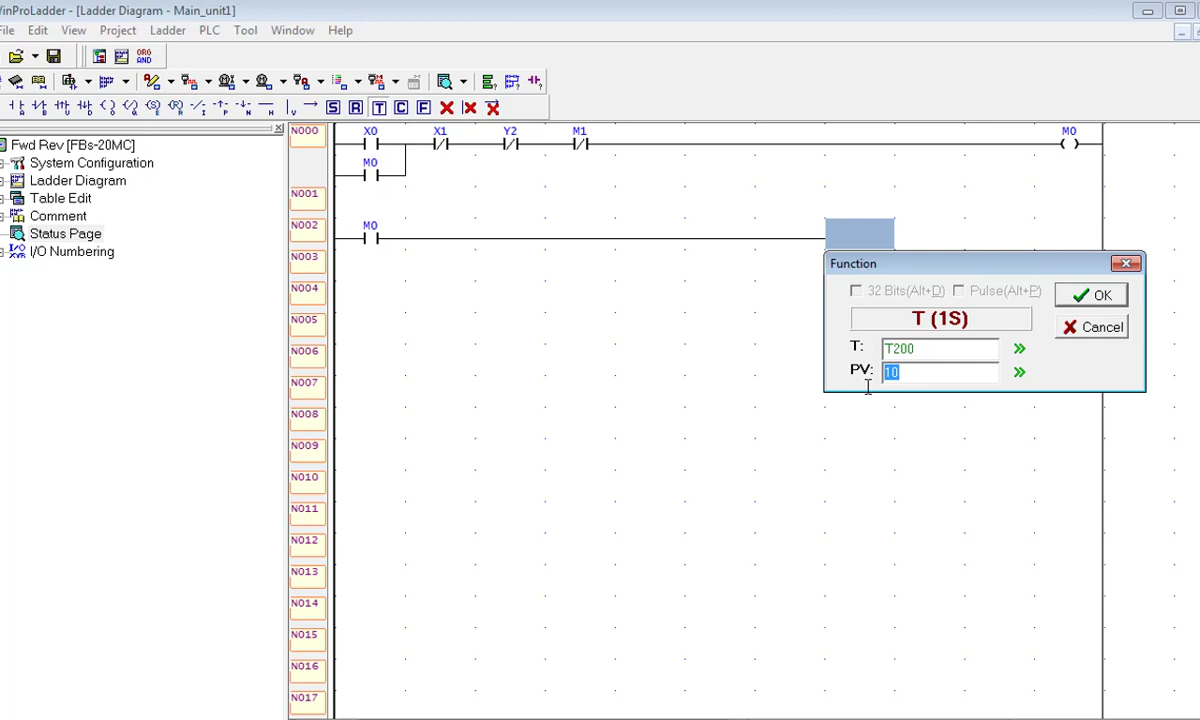 VinProLadder - [Ladder Diagram - Main_unit1]
File Edit View Project Ladder PLC Tool Window Help
ORG
AND
A B U D Q S R I P N H V S R T C F
Fwd Rev [FBs-20MC]
System Configuration
Ladder Diagram
Table Edit
Comment
Status Page
I/O Numbering
N000 X0 X1 Y2 M1 M0
M0
N001
N002 M0
N003
N004
N005
N006
N007
N008
N009
N010
N011
N012
N013
N014
N015
N016
N017
Function
32 Bits(Alt+D) Pulse(Alt+P) OK
T (1S)
Cancel
T: T200
PV: 10